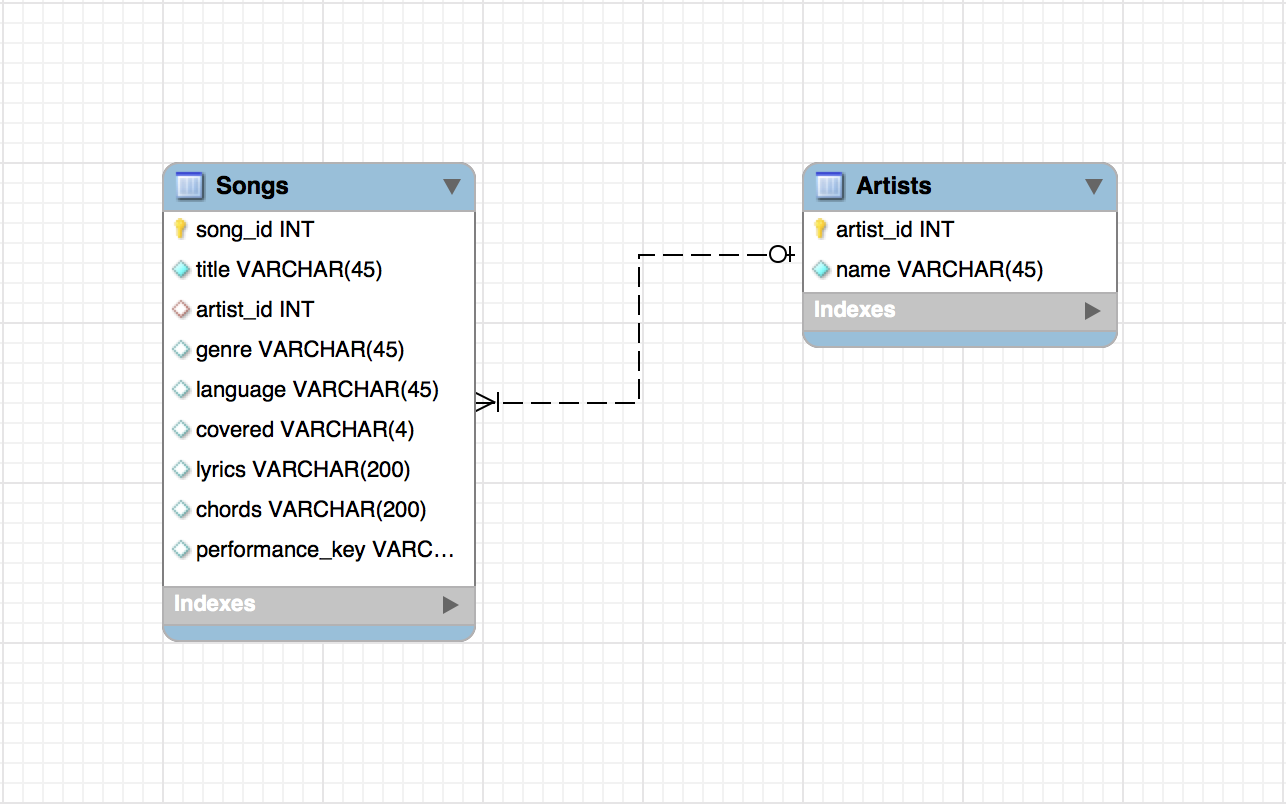 Songs
song_id INT
title VARCHAR(45)
artist_id INT
genre VARCHAR(45)
language VARCHAR(45)
covered VARCHAR(4)
lyrics VARCHAR(200)
chords VARCHAR(200)
performance_key VARC...
Indexes
Artists
artist_id INT
name VARCHAR(45)
Indexes